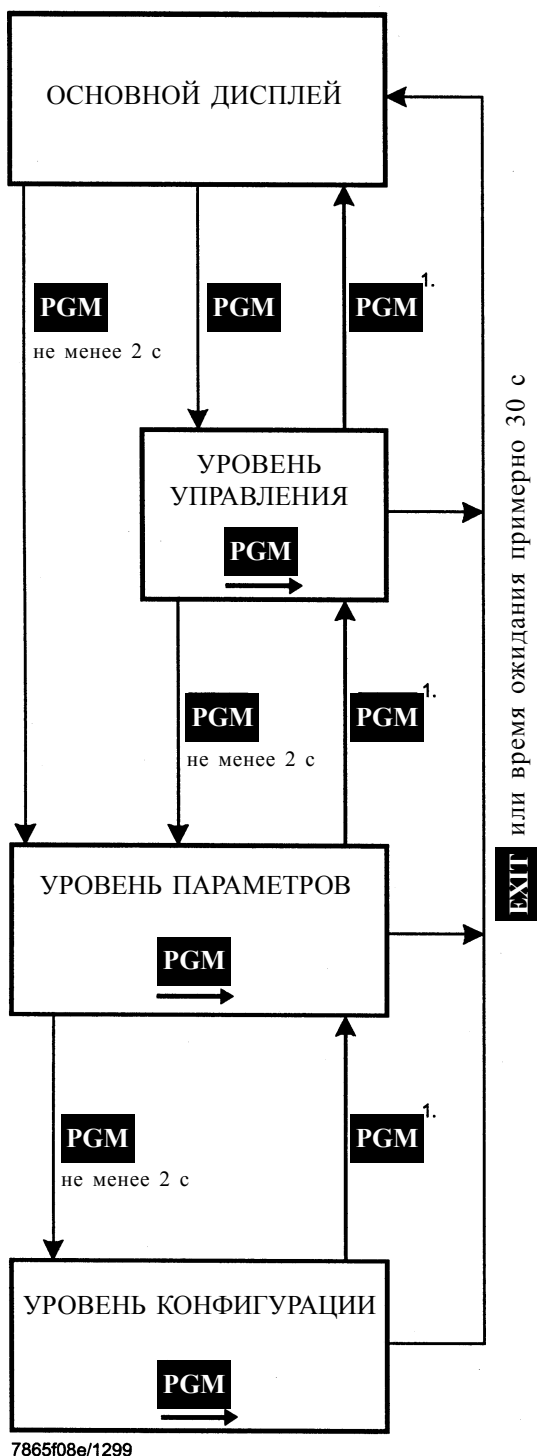 ОСНОВНОЙ ДИСПЛЕЙ
PGM
не менее 2 с
PGM
PGM 1.
УРОВЕНЬ
УПРАВЛЕНИЯ
PGM
PGM
не менее 2 с
PGM 1.
EXIT или время ожидания примерно 30 с
УРОВЕНЬ ПАРАМЕТРОВ
PGM
PGM
не менее 2 с
PGM 1.
УРОВЕНЬ КОНФИГУРАЦИИ
PGM
7865f08e/1299